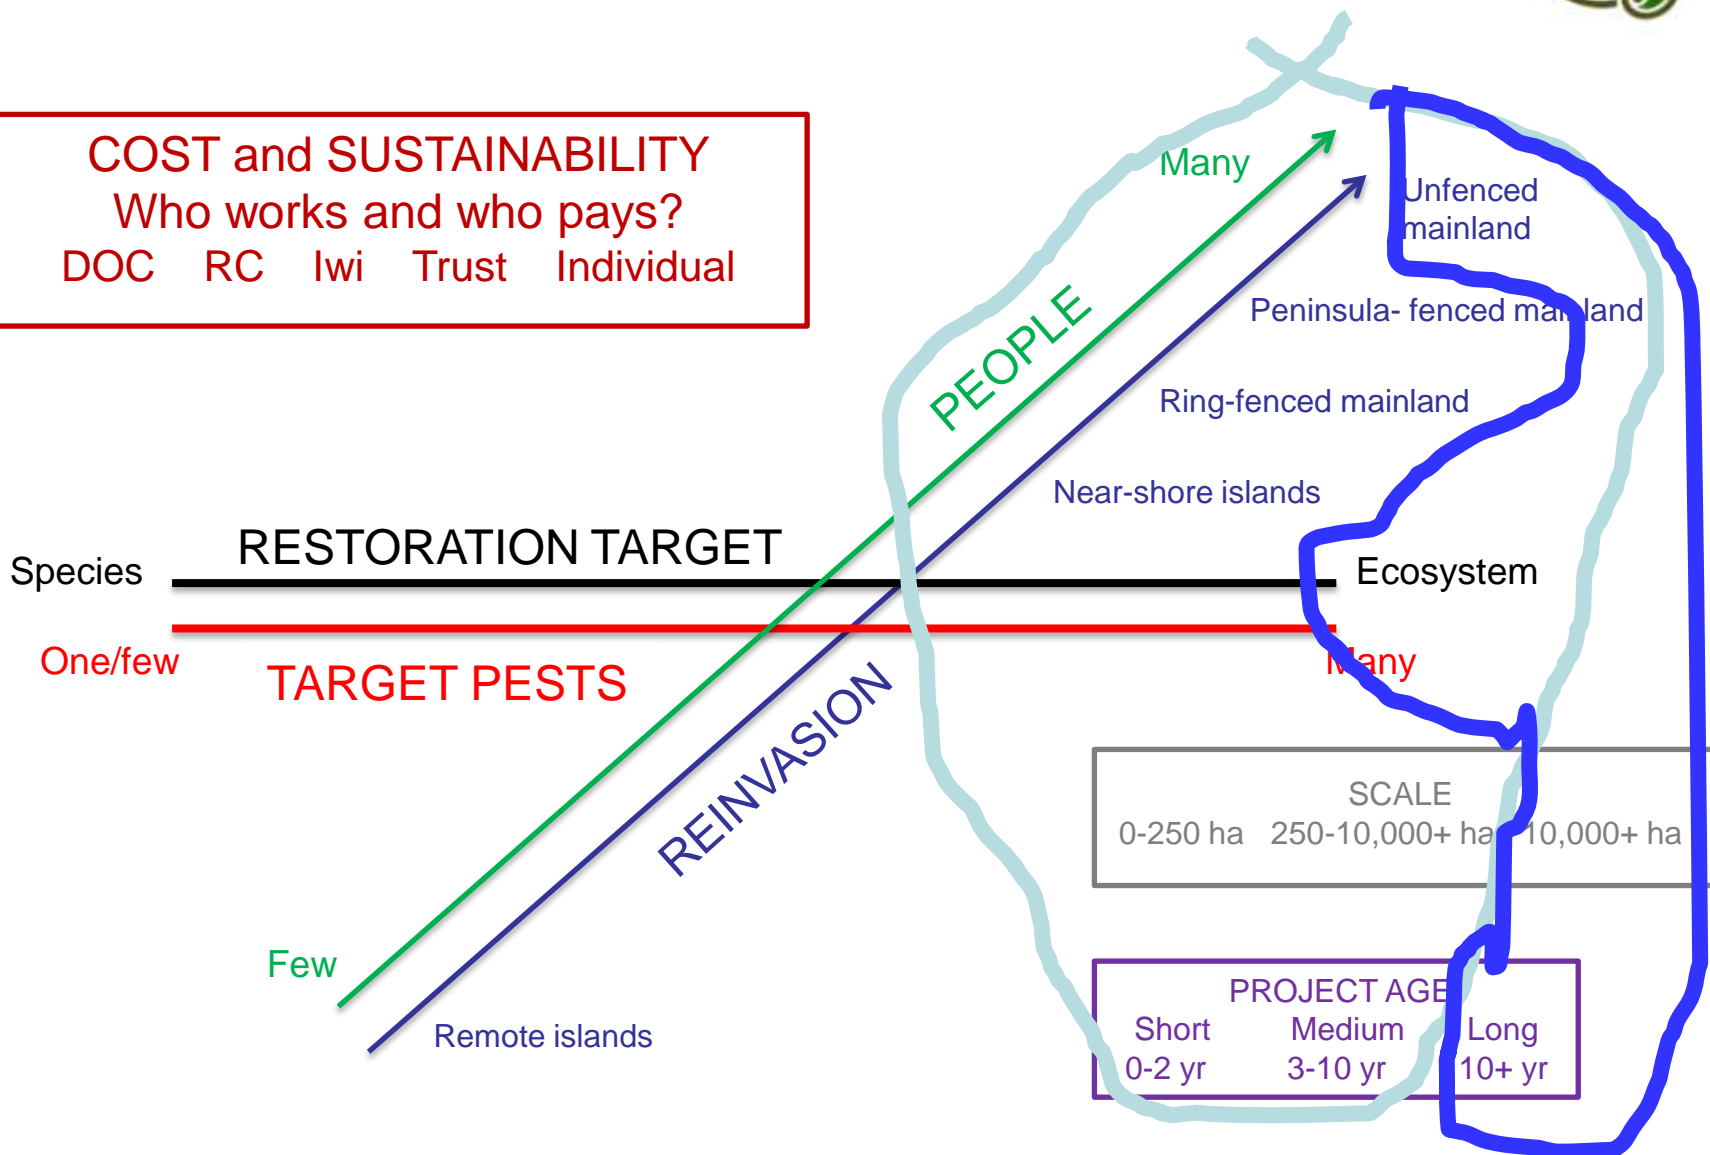 COST and SUSTAINABILITY
Who works and who pays?
DOC RC Iwi Trust Individual
Many
Unfenced
mainland
PEOPLE
Peninsula- fenced mainland
Ring-fenced mainland
Near-shore islands
RESTORATION TARGET
Species
Ecosystem
One/few
TARGET PESTS
Many
REINVASION
SCALE
0-250 ha 250-10,000+ ha 10,000+ ha
Few
Remote islands
PROJECT AGE
Short Medium Long
0-2 yr 3-10 yr 10+ yr